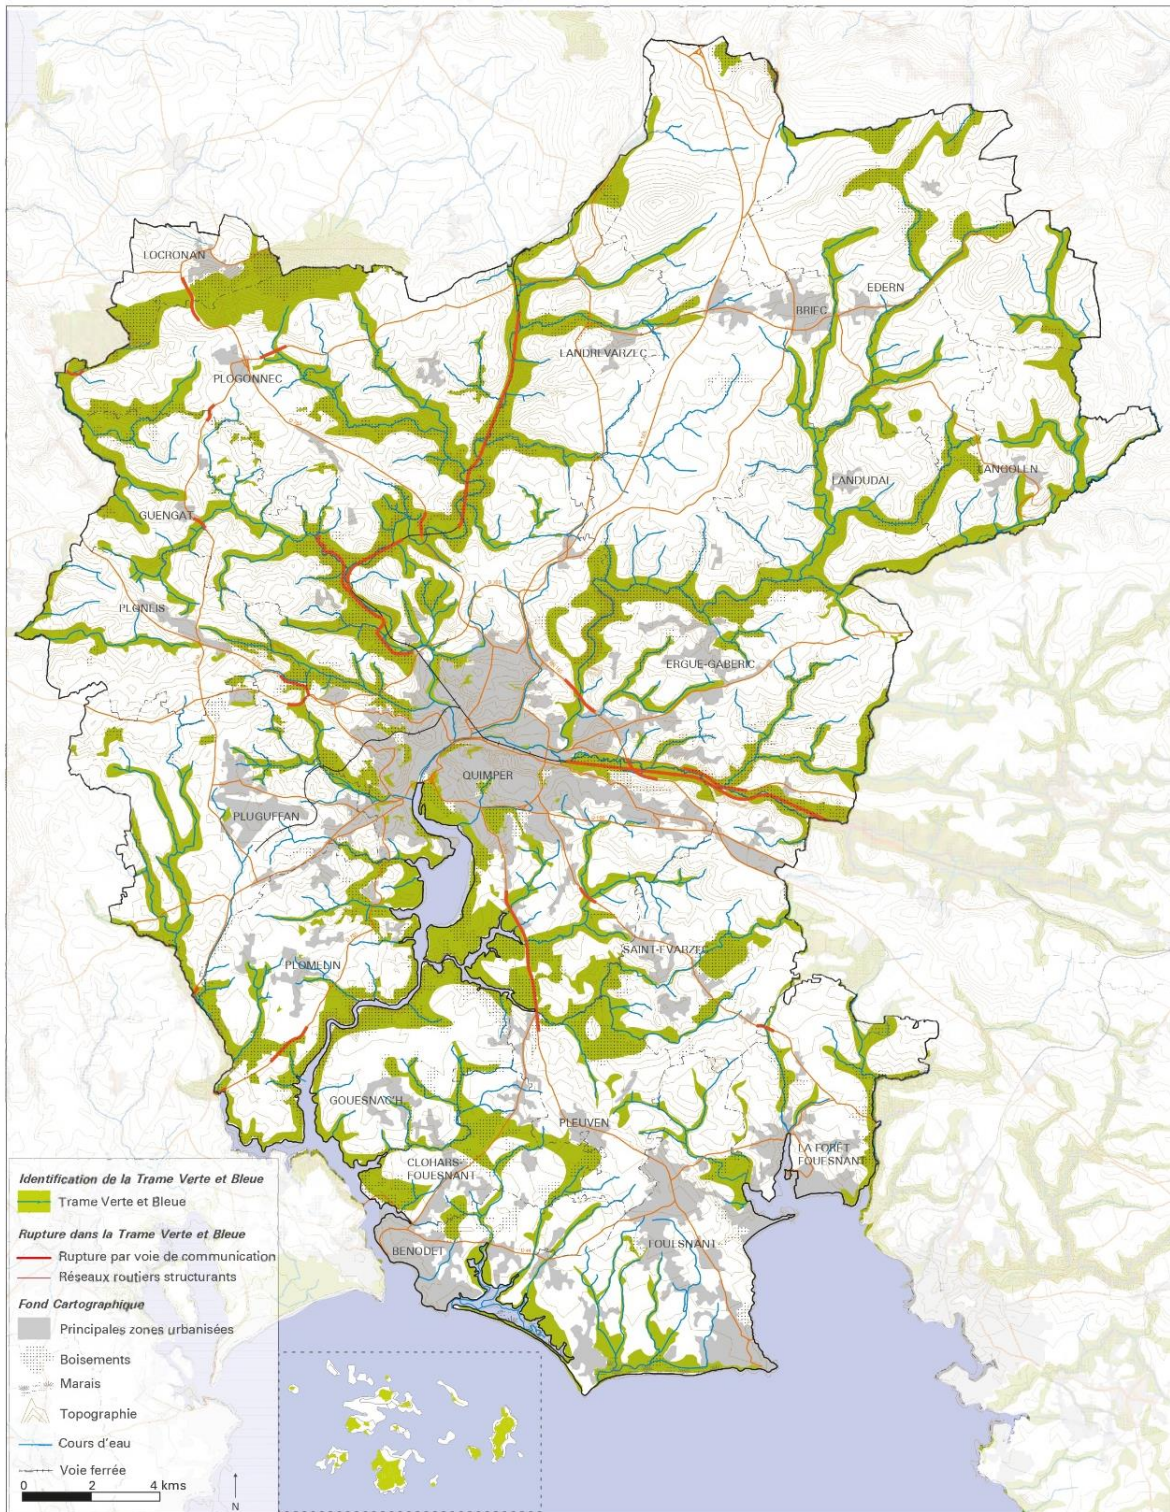 LOCRONAN
EDERN
BRIEC
LANDREVARZEC
PLOGONNEC
LANGOLEN
LANDUDAL
GUENGAT
PLONEIS
ERGUE-GABERIC
QUIMPER
PLUGUFFAN
SAINT-EVARZEC
PLOMELIN
GOUESNAC'H
PLEUVEN
LA FORET
FOUESNANT
CLOHARS-
FOUESNANT
BENODET
FOUESNANT
Identification de la Trame Verte et Bleue
Trame Verte et Bleue
Rupture dans la Trame Verte et Bleue
Rupture par voie de communication
Réseaux routiers structurants
Fond Cartographique
Principales zones urbanisées
Boisements
Marais
Topographie
Cours d'eau
Voie ferrée
0 2 4 kms
N